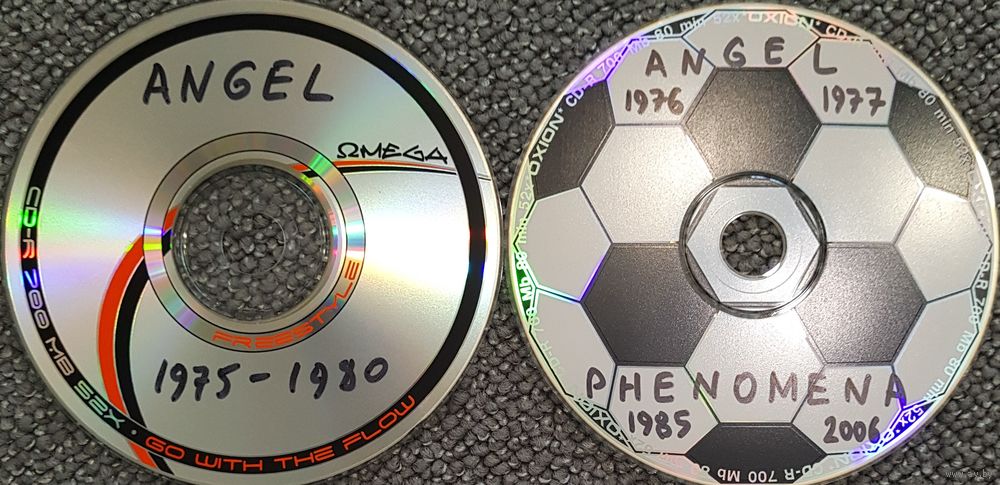 ANGEL
ΩMEGA
FREESTYLE
1975-1980
CD-R 700 MB 52X · GO WITH THE FLOW
ANGEL
1976 1977
PHENOMENA
1985 2006
OXION CD-R 700 Mb 80 min 52x